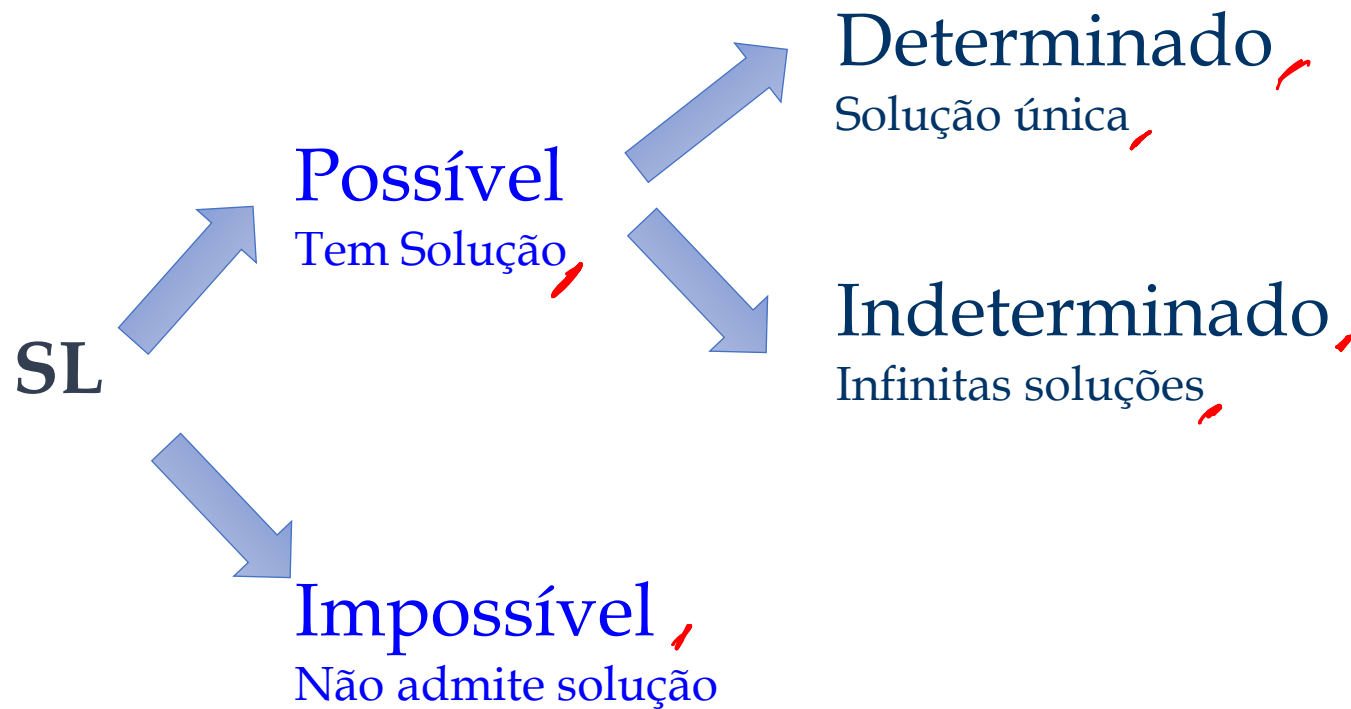 Determinado
Solução única
Possível
Tem Solução
Indeterminado
Infinitas soluções
SL
Impossível
Não admite solução